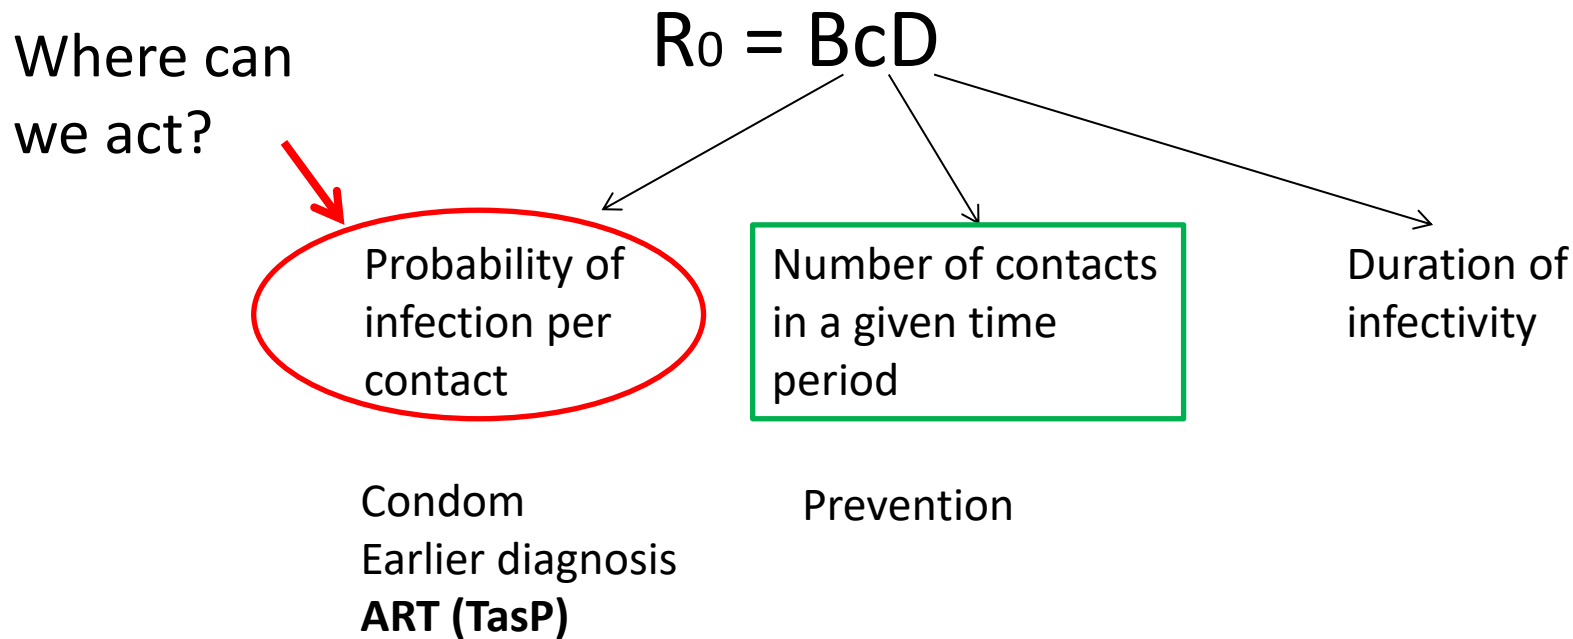 Where can
we act?
R0 = BcD
Probability of
infection per
contact
Number of contacts
in a given time
period
Duration of
infectivity
Condom
Earlier diagnosis
ART (TasP)
Prevention